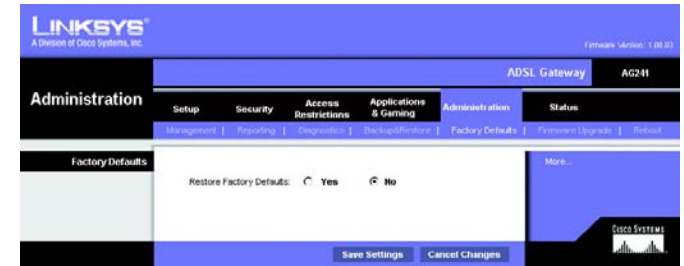 LINKSYS®
A Division of Cisco Systems, Inc.
Firmware Version: 1.00.03
ADSL Gateway AG241
Administration
Setup Security Access Restrictions Applications & Gaming Administration Status
Management | Reporting | Diagnostics | Backup&Restore | Factory Defaults | Firmware Upgrade | Reboot
Factory Defaults
Restore Factory Defaults: Yes No
More...
CISCO SYSTEMS
Save Settings Cancel Changes